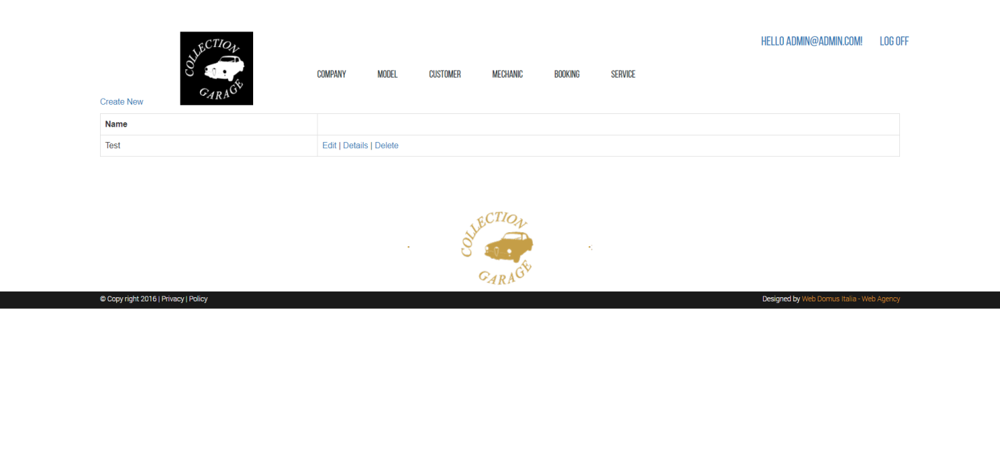 HELLO ADMIN@ADMIN.COM! LOG OFF
COLLECTION
GARAGE
COMPANY MODEL CUSTOMER MECHANIC BOOKING SERVICE
Create New
Name
Test Edit | Details | Delete
COLLECTION
GARAGE
© Copy right 2016 | Privacy | Policy Designed by Web Domus Italia - Web Agency